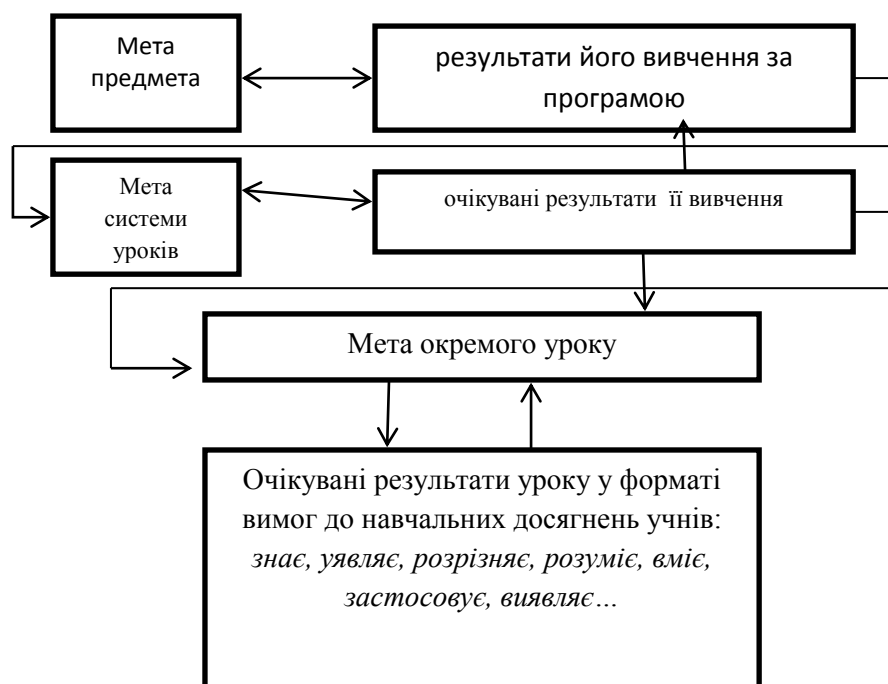 Мета
предмета
результати його вивчення за
програмою
Мета
системи
уроків
очікувані результати її вивчення
Мета окремого уроку
Очікувані результати уроку у форматі
вимог до навчальних досягнень учнів:
знає, уявляє, розрізняє, розуміє, вміє,
застосовує, виявляє…